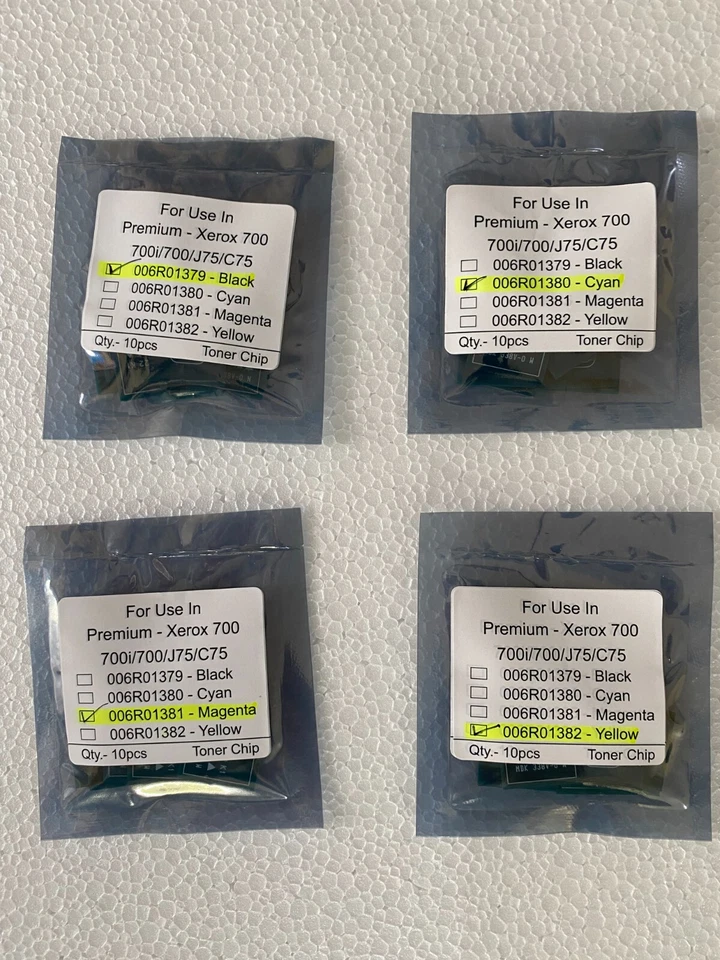 For Use In
Premium - Xerox 700
700i/700/J75/C75
006R01379 - Black
006R01380 - Cyan
006R01381 - Magenta
006R01382 - Yellow
Qty.- 10pcs Toner Chip
For Use In
Premium - Xerox 700
700i/700/J75/C75
006R01379 - Black
006R01380 - Cyan
006R01381 - Magenta
006R01382 - Yellow
Qty.- 10pcs Toner Chip
For Use In
Premium - Xerox 700
700i/700/J75/C75
006R01379 - Black
006R01380 - Cyan
006R01381 - Magenta
006R01382 - Yellow
Qty.- 10pcs Toner Chip
For Use In
Premium - Xerox 700
700i/700/J75/C75
006R01379 - Black
006R01380 - Cyan
006R01381 - Magenta
006R01382 - Yellow
Qty.- 10pcs Toner Chip